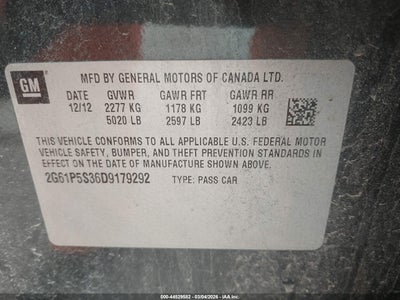 GM
MFD BY GENERAL MOTORS OF CANADA LTD.
DATE GVWR GAWR FRT GAWR RR
12/12 2277 KG 1178 KG 1099 KG
5020 LB 2597 LB 2423 LB
THIS VEHICLE CONFORMS TO ALL APPLICABLE U.S. FEDERAL MOTOR
VEHICLE SAFETY, BUMPER, AND THEFT PREVENTION STANDARDS IN
EFFECT ON THE DATE OF MANUFACTURE SHOWN ABOVE.
2G61P5S36D9179292 TYPE: PASS CAR
000-44529582 - 03/04/2026 - IAA Inc.